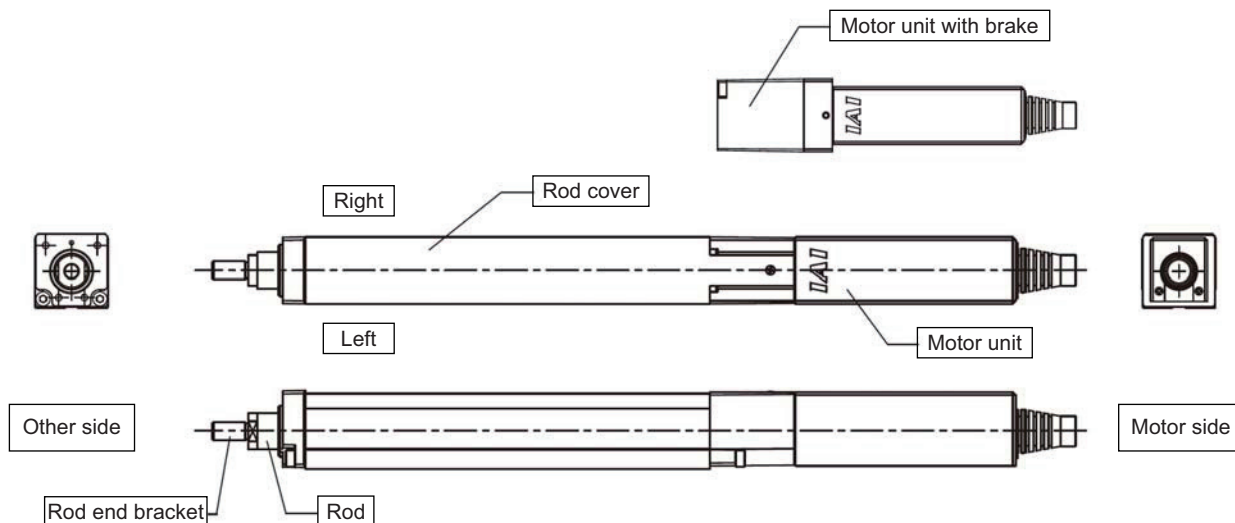 Motor unit with brake
IAI
Right
Rod cover
IAI
Left
Motor unit
Other side
Motor side
Rod end bracket
Rod